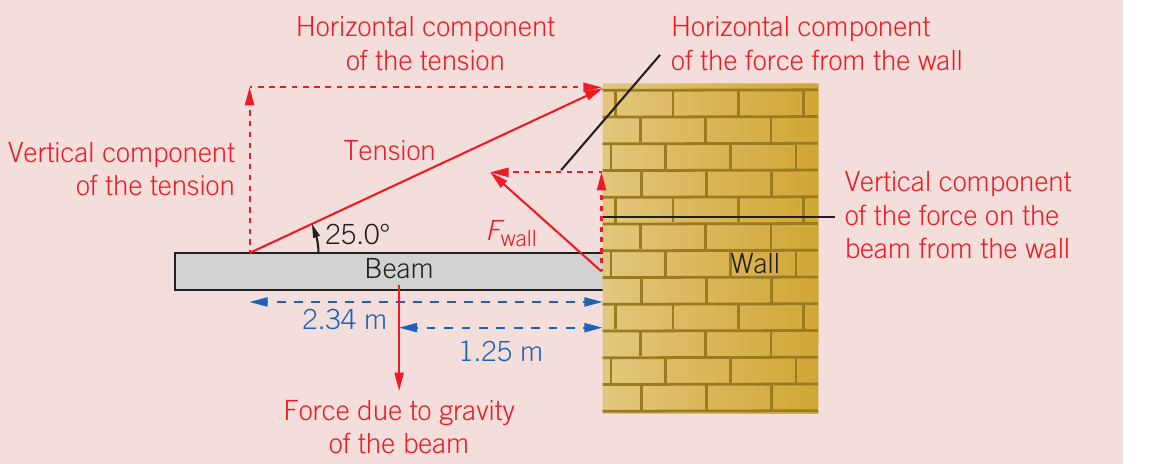 Horizontal component
of the tension
Horizontal component
of the force from the wall
Vertical component
of the tension
Tension
Vertical component
of the force on the
beam from the wall
25.0°
Fwall
Beam
Wall
2.34 m
1.25 m
Force due to gravity
of the beam